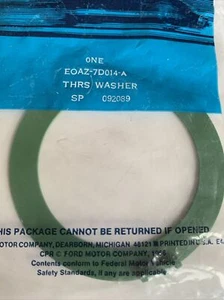 ONE
EOAZ-7D014-A
THRS WASHER
SP 092089
HIS PACKAGE CANNOT BE RETURNED IF OPENED
MOTOR COMPANY, DEARBORN, MICHIGAN 48121 PRINTED IN U.S.A.
CPR C FORD MOTOR COMPANY,
Contents conform to Federal Motor Vehicle
Safety Standards, if any are applicable